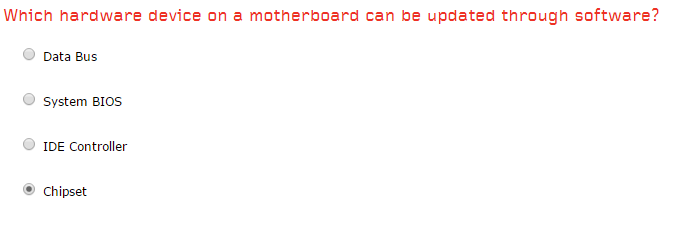 Which hardware device on a motherboard can be updated through software?
Data Bus
System BIOS
IDE Controller
Chipset